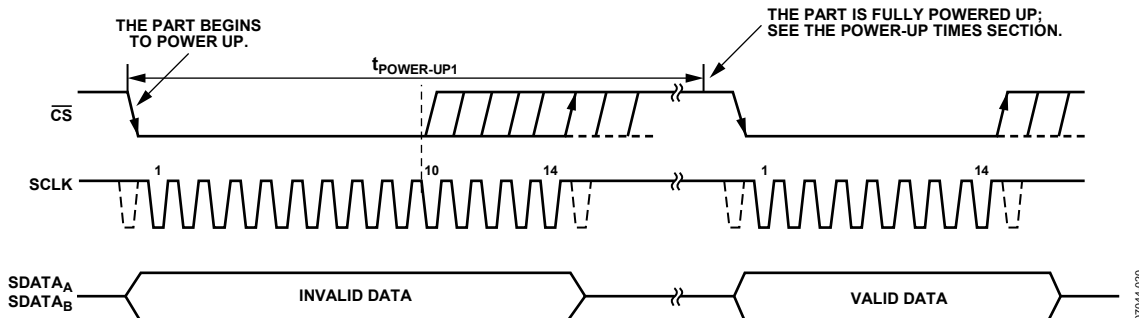 THE PART BEGINS
TO POWER UP.
THE PART IS FULLY POWERED UP;
SEE THE POWER-UP TIMES SECTION.
tPOWER-UP1
CS
SCLK
1
10
14
1
14
SDATAA
SDATAB
INVALID DATA
VALID DATA